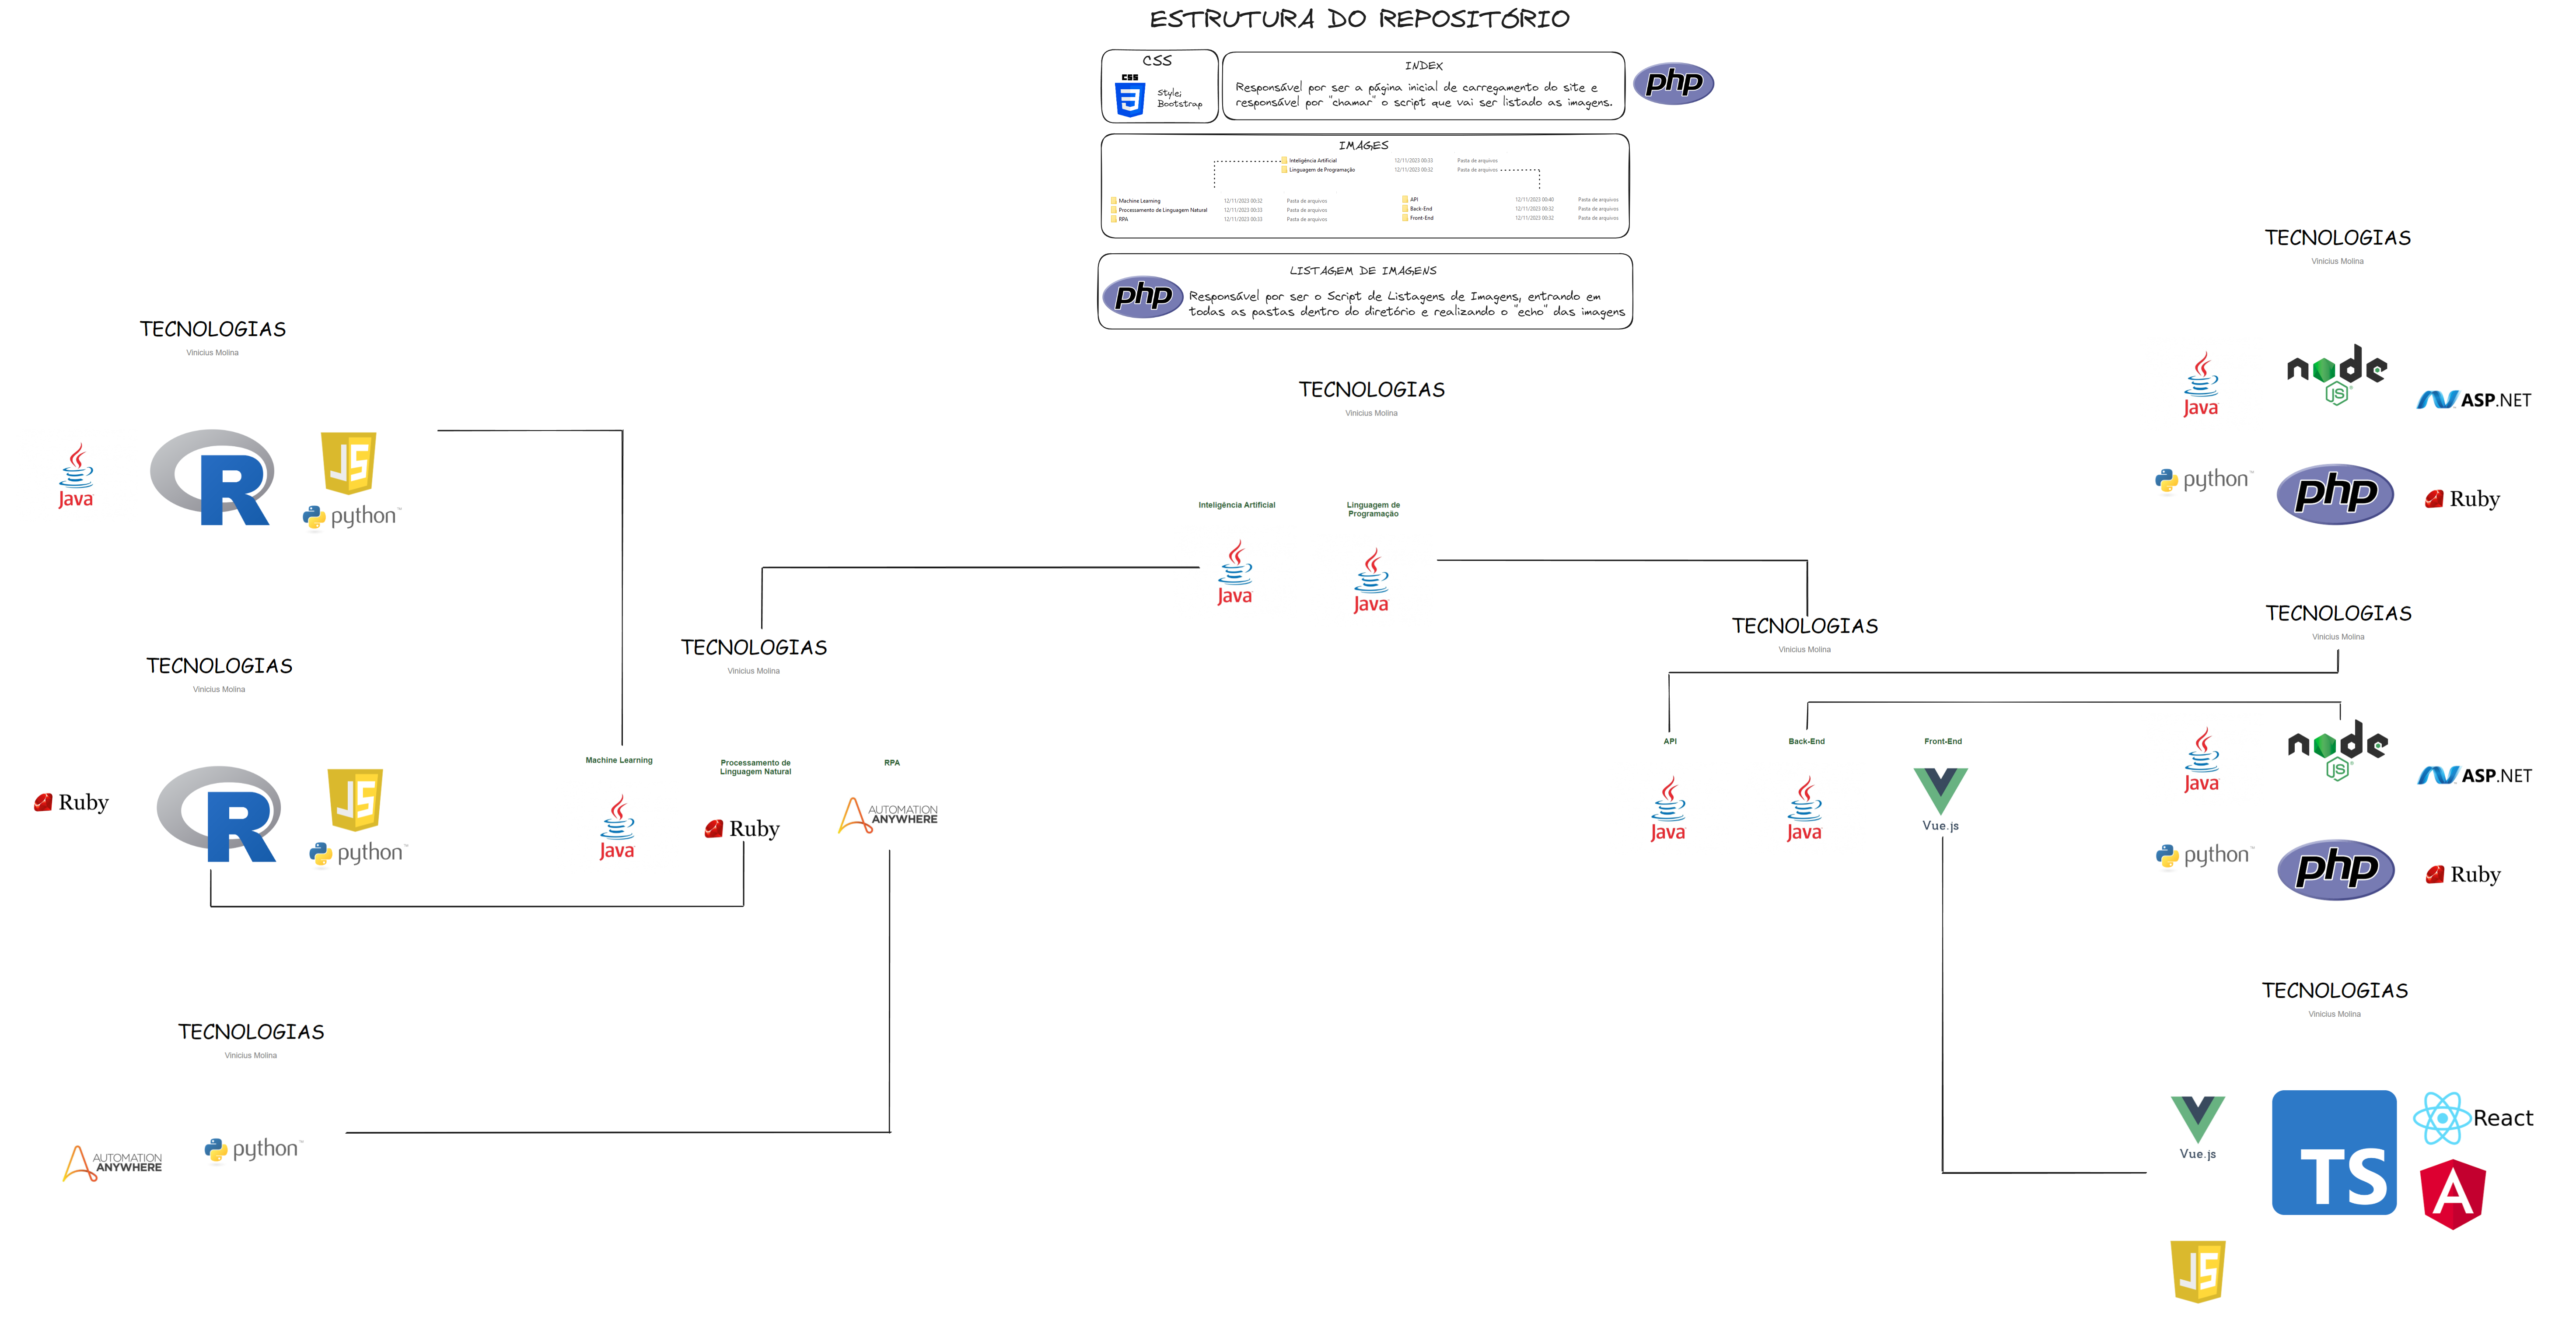 ESTRUTURA DO REPOSITÓRIO
CSS
CSS
Style;
Bootstrap
INDEX
Responsável por ser a página inicial de carregamento do site e
responsável por "chamar" o script que vai ser listado as imagens.
php
IMAGES
Inteligência Artificial 12/11/2023 00:33 Pasta de arquivos
Linguagem de Programação 12/11/2023 00:32 Pasta de arquivos
Machine Learning 12/11/2023 00:32 Pasta de arquivos
Processamento de Linguagem Natural 12/11/2023 00:33 Pasta de arquivos
RPA 12/11/2023 00:33 Pasta de arquivos
API 12/11/2023 00:40 Pasta de arquivos
Back-End 12/11/2023 00:32 Pasta de arquivos
Front-End 12/11/2023 00:32 Pasta de arquivos
LISTAGEM DE IMAGENS
php
Responsável por ser o Script de Listagens de Imagens, entrando em
todas as pastas dentro do diretório e realizando o "echo" das imagens
TECNOLOGIAS
Vinicius Molina
Inteligência Artificial
Java
Linguagem de
Programação
Java
TECNOLOGIAS
Vinicius Molina
Java
R
JS
python™
TECNOLOGIAS
Vinicius Molina
Ruby
R
JS
python™
TECNOLOGIAS
Vinicius Molina
AUTOMATION
ANYWHERE
python™
TECNOLOGIAS
Vinicius Molina
Machine Learning
Java
Processamento de
Linguagem Natural
Ruby
RPA
AUTOMATION
ANYWHERE
TECNOLOGIAS
Vinicius Molina
API
Java
Back-End
Java
Front-End
Vue.js
TECNOLOGIAS
Vinicius Molina
Java
node
JS
ASP.NET
python™
php
Ruby
TECNOLOGIAS
Vinicius Molina
Java
node
JS
ASP.NET
python™
php
Ruby
TECNOLOGIAS
Vinicius Molina
Vue.js
TS
React
A
JS